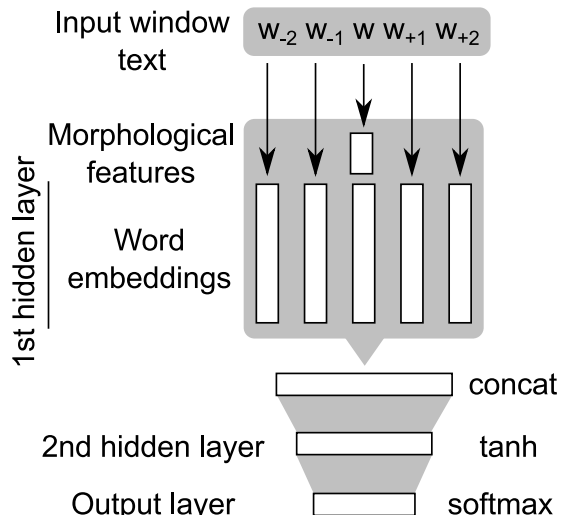 Input window text
w-2 w-1 w w+1 w+2
Morphological
features
Word
embeddings
1st hidden layer
concat
2nd hidden layer tanh
Output layer softmax